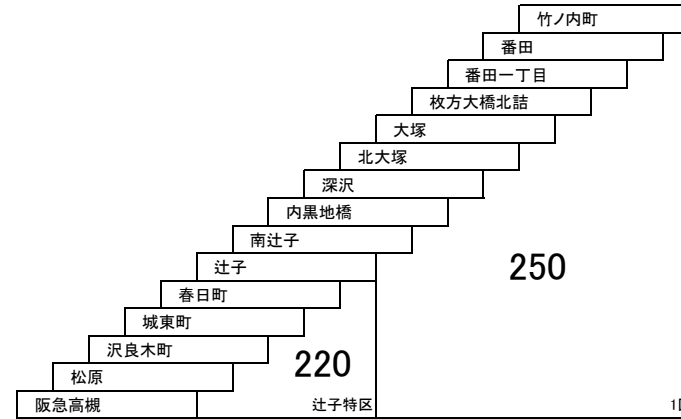 竹ノ内町
番田
番田一丁目
枚方大橋北詰
大塚
北大塚
深沢
内黒地橋
南辻子
辻子
250
春日町
城東町
沢良木町
220
松原
阪急高槻
辻子特区